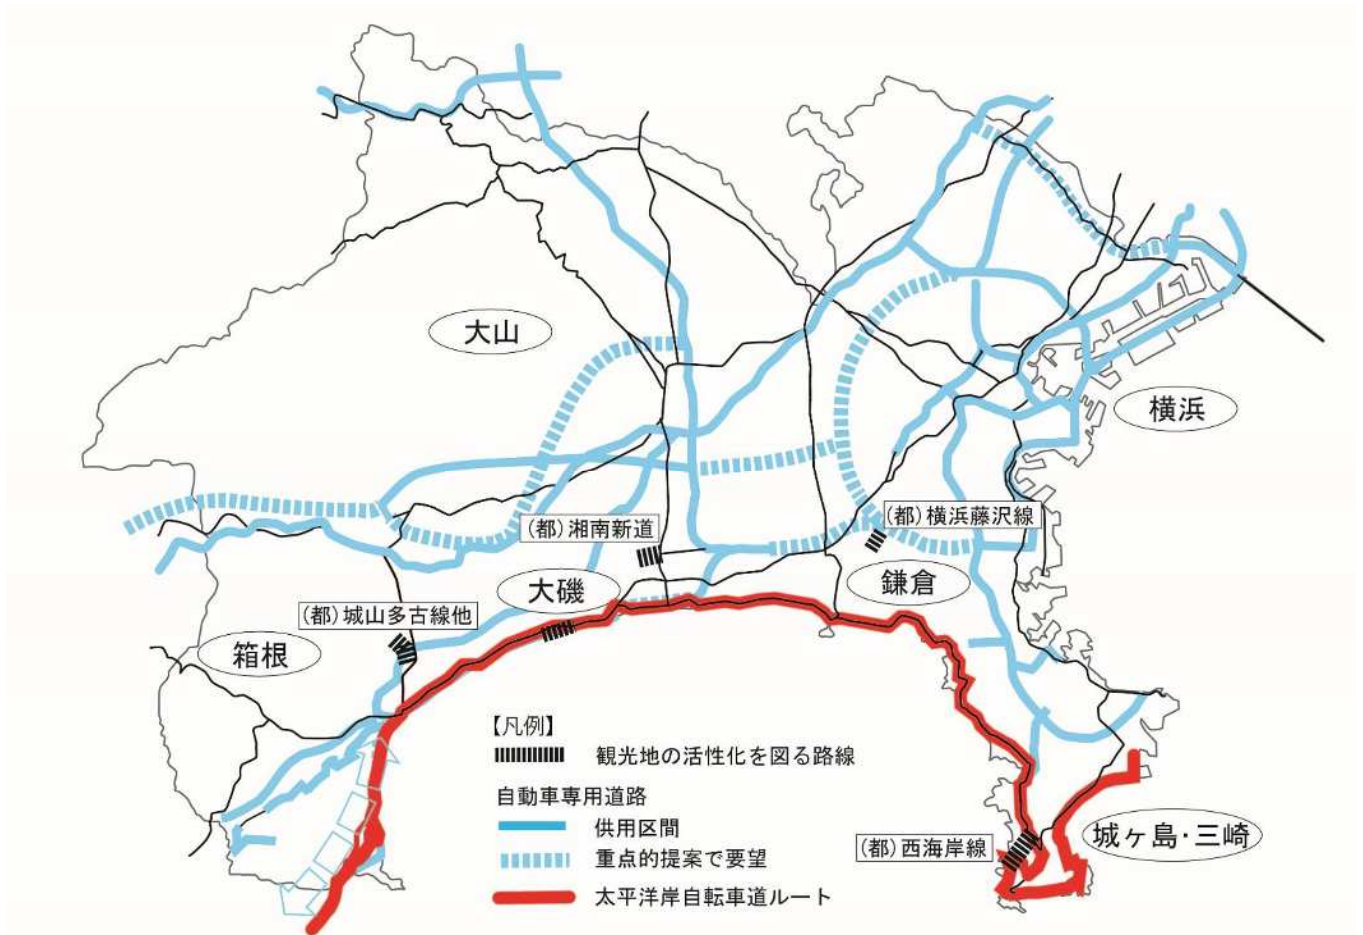 大山
横浜
(都)横浜藤沢線
(都)湘南新道
大磯
鎌倉
(都)城山多古線他
箱根
【凡例】
観光地の活性化を図る路線
自動車専用道路
供用区間
重点的提案で要望
太平洋岸自転車道ルート
(都)西海岸線
城ヶ島・三崎